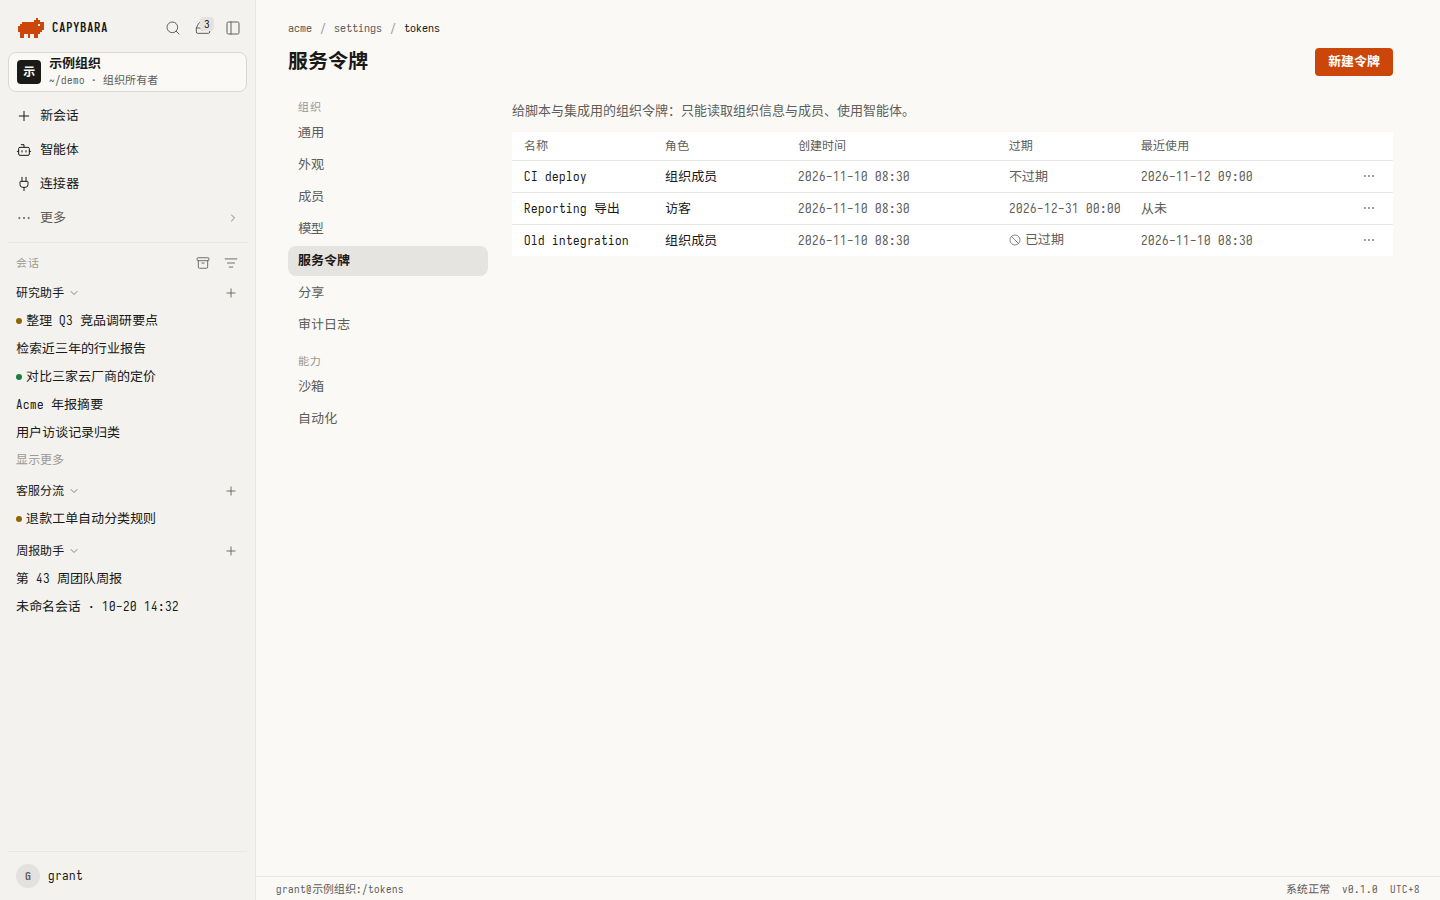 CAPYBARA
3
示
示例组织
~/demo · 组织所有者
新会话
智能体
连接器
更多
会话
研究助手
整理 Q3 竞品调研要点
检索近三年的行业报告
对比三家云厂商的定价
Acme 年报摘要
用户访谈记录归类
显示更多
客服分流
退款工单自动分类规则
周报助手
第 43 周团队周报
未命名会话 · 10-20 14:32
G grant
acme / settings / tokens
服务令牌
新建令牌
组织
通用
外观
成员
模型
服务令牌
分享
审计日志
能力
沙箱
自动化
给脚本与集成用的组织令牌：只能读取组织信息与成员、使用智能体。
名称 角色 创建时间 过期 最近使用
CI deploy 组织成员 2026-11-10 08:30 不过期 2026-11-12 09:00
Reporting 导出 访客 2026-11-10 08:30 2026-12-31 00:00 从未
Old integration 组织成员 2026-11-10 08:30 已过期 2026-11-10 08:30
grant@示例组织:/tokens
系统正常 v0.1.0 UTC+8